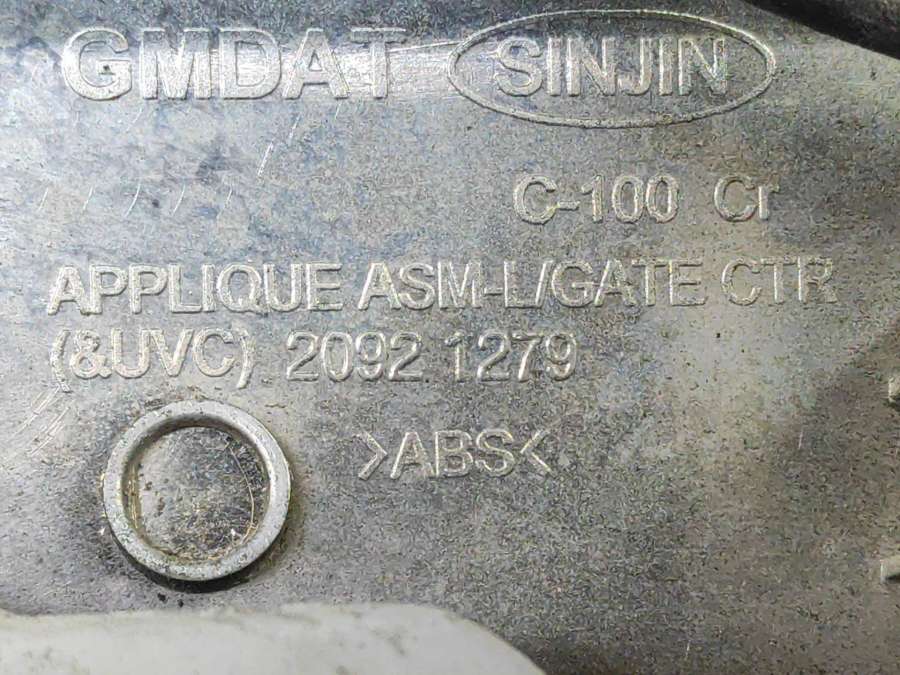 GMDAT SINJIN
C-100 Cr
APPLIQUE ASM-L/GATE CTR
(&UVC) 2092 1279
>ABS<